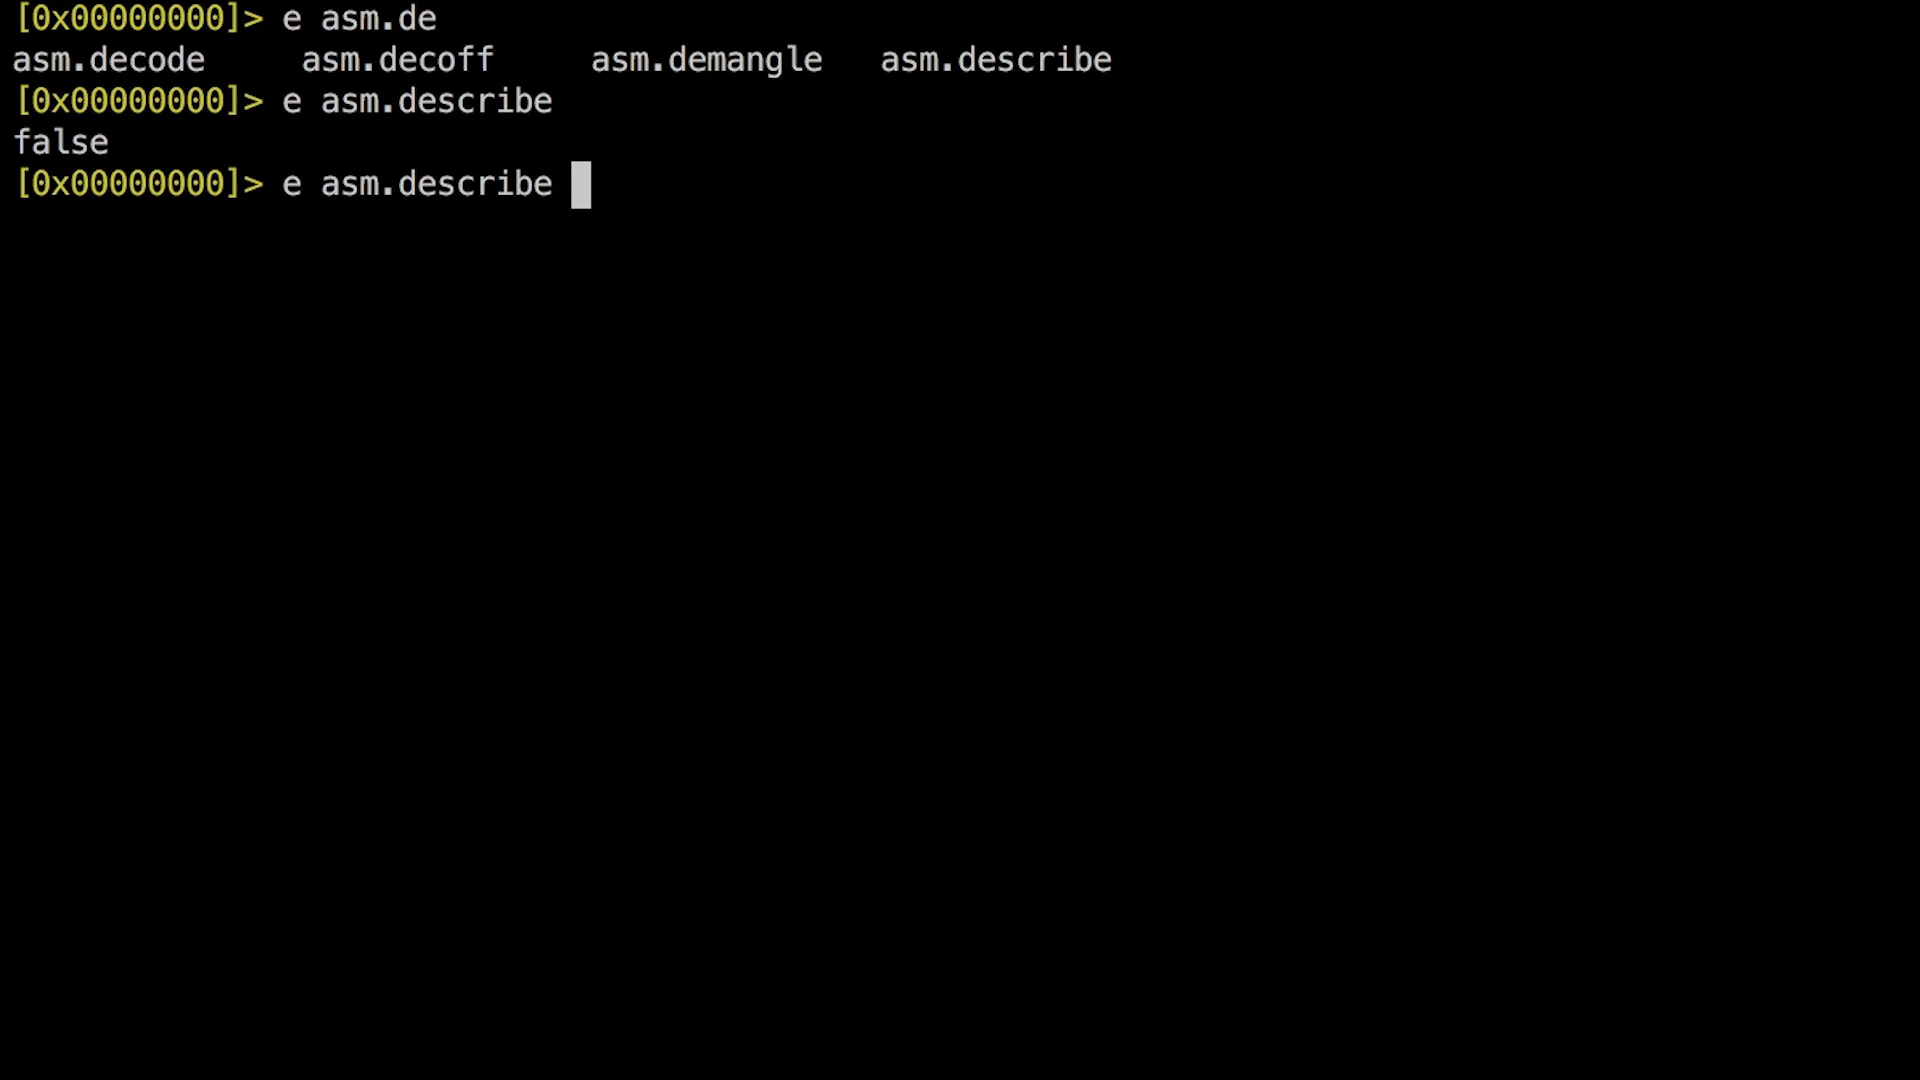 [0x00000000]> e asm.de
asm.decode     asm.decoff     asm.demangle   asm.describe
[0x00000000]> e asm.describe
false
[0x00000000]> e asm.describe